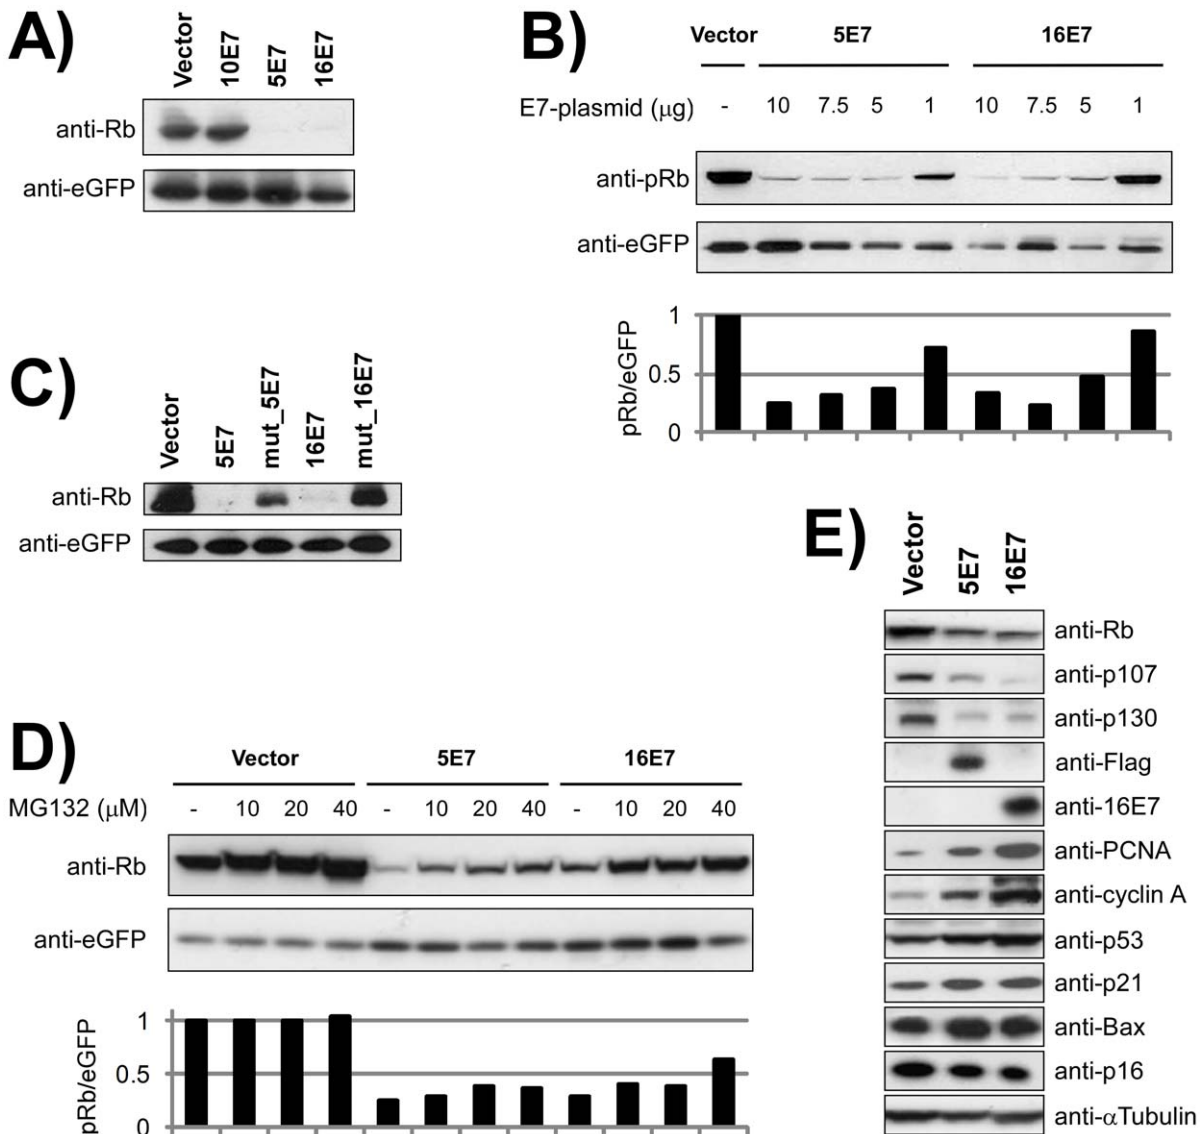 A)
Vector 10E7 5E7 16E7
anti-Rb
anti-eGFP
B)
Vector 5E7 16E7
E7-plasmid (μg) - 10 7.5 5 1 10 7.5 5 1
anti-pRb
anti-eGFP
pRb/eGFP
1
0.5
0
C)
Vector 5E7 mut_5E7 16E7 mut_16E7
anti-Rb
anti-eGFP
D)
Vector 5E7 16E7
MG132 (μM) - 10 20 40 - 10 20 40 - 10 20 40
anti-Rb
anti-eGFP
pRb/eGFP
1
0.5
0
E)
Vector 5E7 16E7
anti-Rb
anti-p107
anti-p130
anti-Flag
anti-16E7
anti-PCNA
anti-cyclin A
anti-p53
anti-p21
anti-Bax
anti-p16
anti-αTubulin